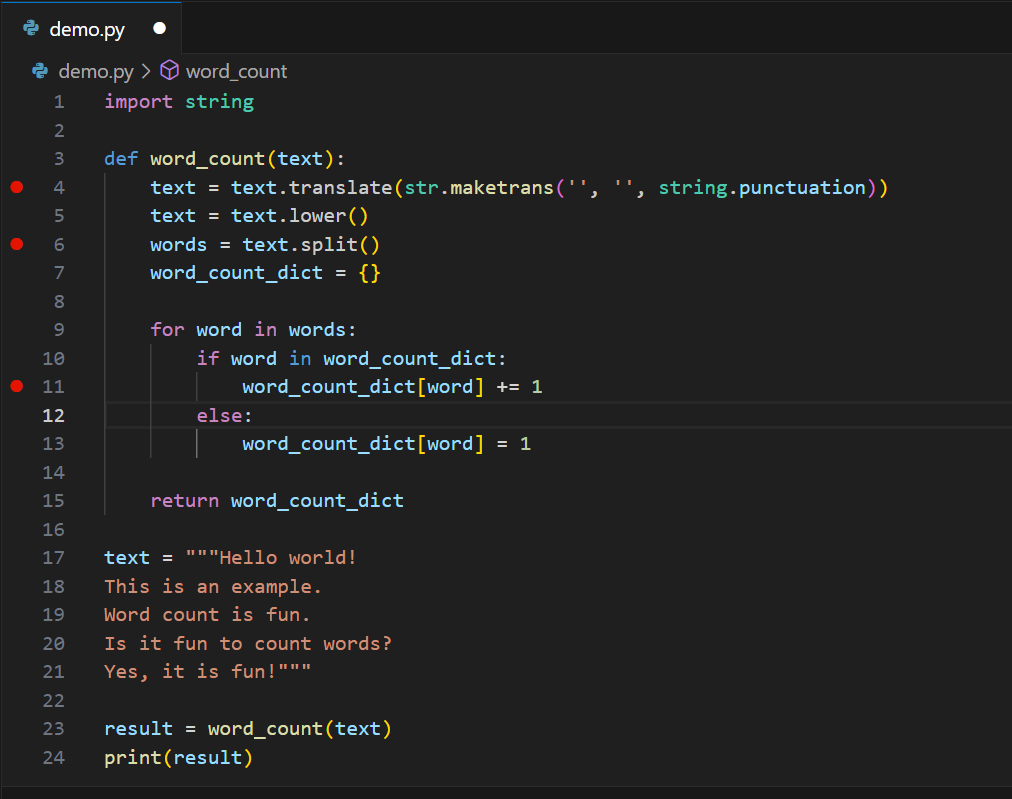 demo.py
demo.py > word_count
1 import string
2
3 def word_count(text):
4     text = text.translate(str.maketrans('', '', string.punctuation))
5     text = text.lower()
6     words = text.split()
7     word_count_dict = {}
8
9     for word in words:
10         if word in word_count_dict:
11             word_count_dict[word] += 1
12         else:
13             word_count_dict[word] = 1
14
15     return word_count_dict
16
17 text = """Hello world!
18 This is an example.
19 Word count is fun.
20 Is it fun to count words?
21 Yes, it is fun!"""
22
23 result = word_count(text)
24 print(result)